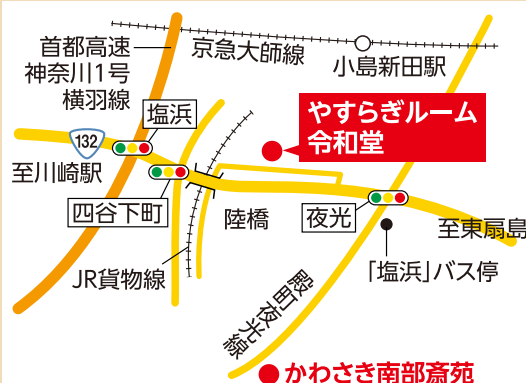 首都高速
神奈川1号
横羽線
京急大師線
小島新田駅
塩浜
132
やすらぎルーム
令和堂
至川崎駅
四谷下町
陸橋
夜光
至東扇島
JR貨物線
「塩浜」バス停
殿町夜光線
かわさき南部斎苑